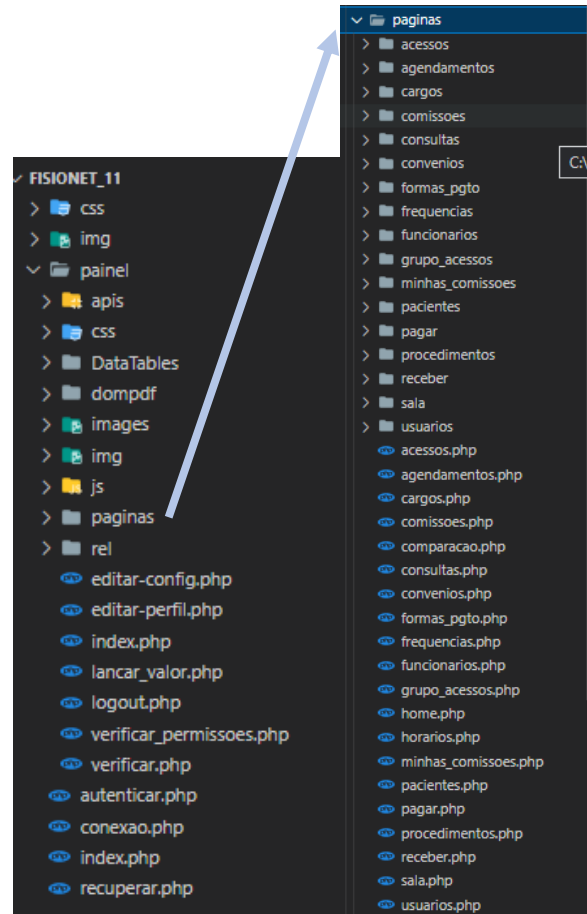 FISIONET_11
css
img
painel
apis
css
DataTables
dompdf
images
img
js
paginas
rel
editar-config.php
editar-perfil.php
index.php
lancar_valor.php
logout.php
verificar_permissoes.php
verificar.php
autenticar.php
conexao.php
index.php
recuperar.php
paginas
acessos
agendamentos
cargos
comissoes
consultas
convenios
C:\
formas_pgto
frequencias
funcionarios
grupo_acessos
minhas_comissoes
pacientes
pagar
procedimentos
receber
sala
usuarios
acessos.php
agendamentos.php
cargos.php
comissoes.php
comparacao.php
consultas.php
convenios.php
formas_pgto.php
frequencias.php
funcionarios.php
grupo_acessos.php
home.php
horarios.php
minhas_comissoes.php
pacientes.php
pagar.php
procedimentos.php
receber.php
sala.php
usuarios.php